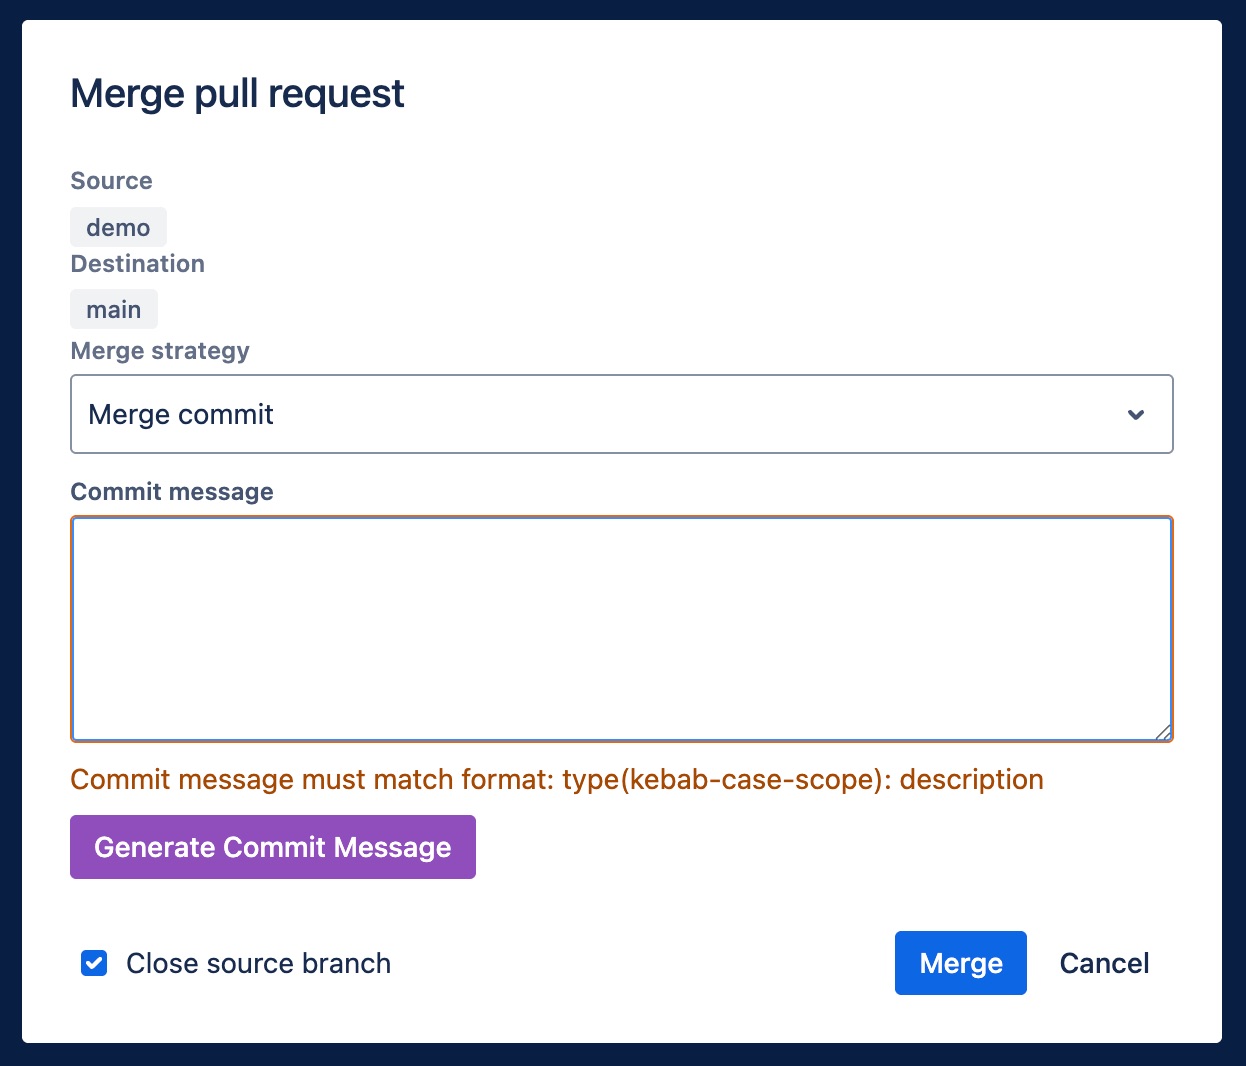 Merge pull request
Source
demo
Destination
main
Merge strategy
Merge commit
Commit message
Commit message must match format: type(kebab-case-scope): description
Generate Commit Message
Close source branch
Merge
Cancel